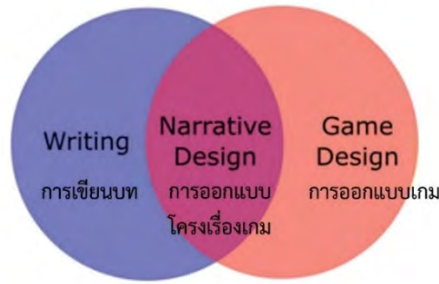 Writing
การเขียนบท
Narrative
Design
การออกแบบ
โครงเรื่องเกม
Game
Design
การออกแบบเกม